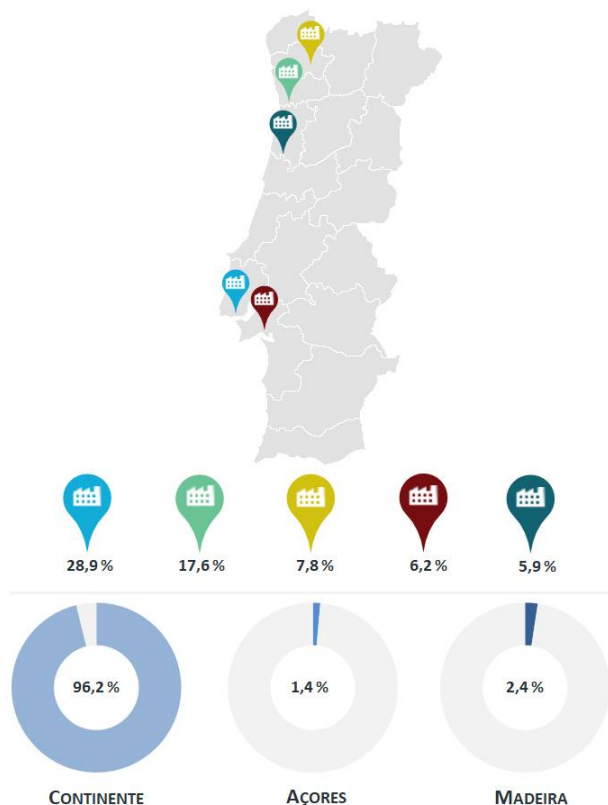 28,9 % 17,6 % 7,8 % 6,2 % 5,9 %
96,2 % 1,4 % 2,4 %
CONTINENTE AÇORES MADEIRA